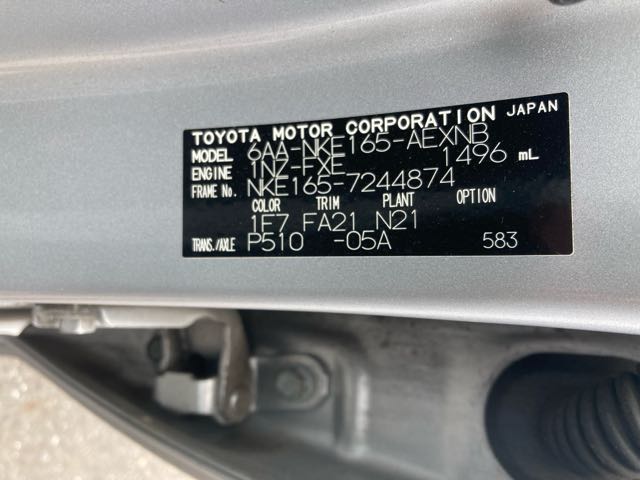 TOYOTA MOTOR CORPORATION JAPAN
MODEL 6AA-NKE165-AEXNB
ENGINE 1NZ-FXE 1496 mL
FRAME No. NKE165-7244874
COLOR TRIM PLANT OPTION
1F7 FA21 N21
TRANS./AXLE P510 -05A 583